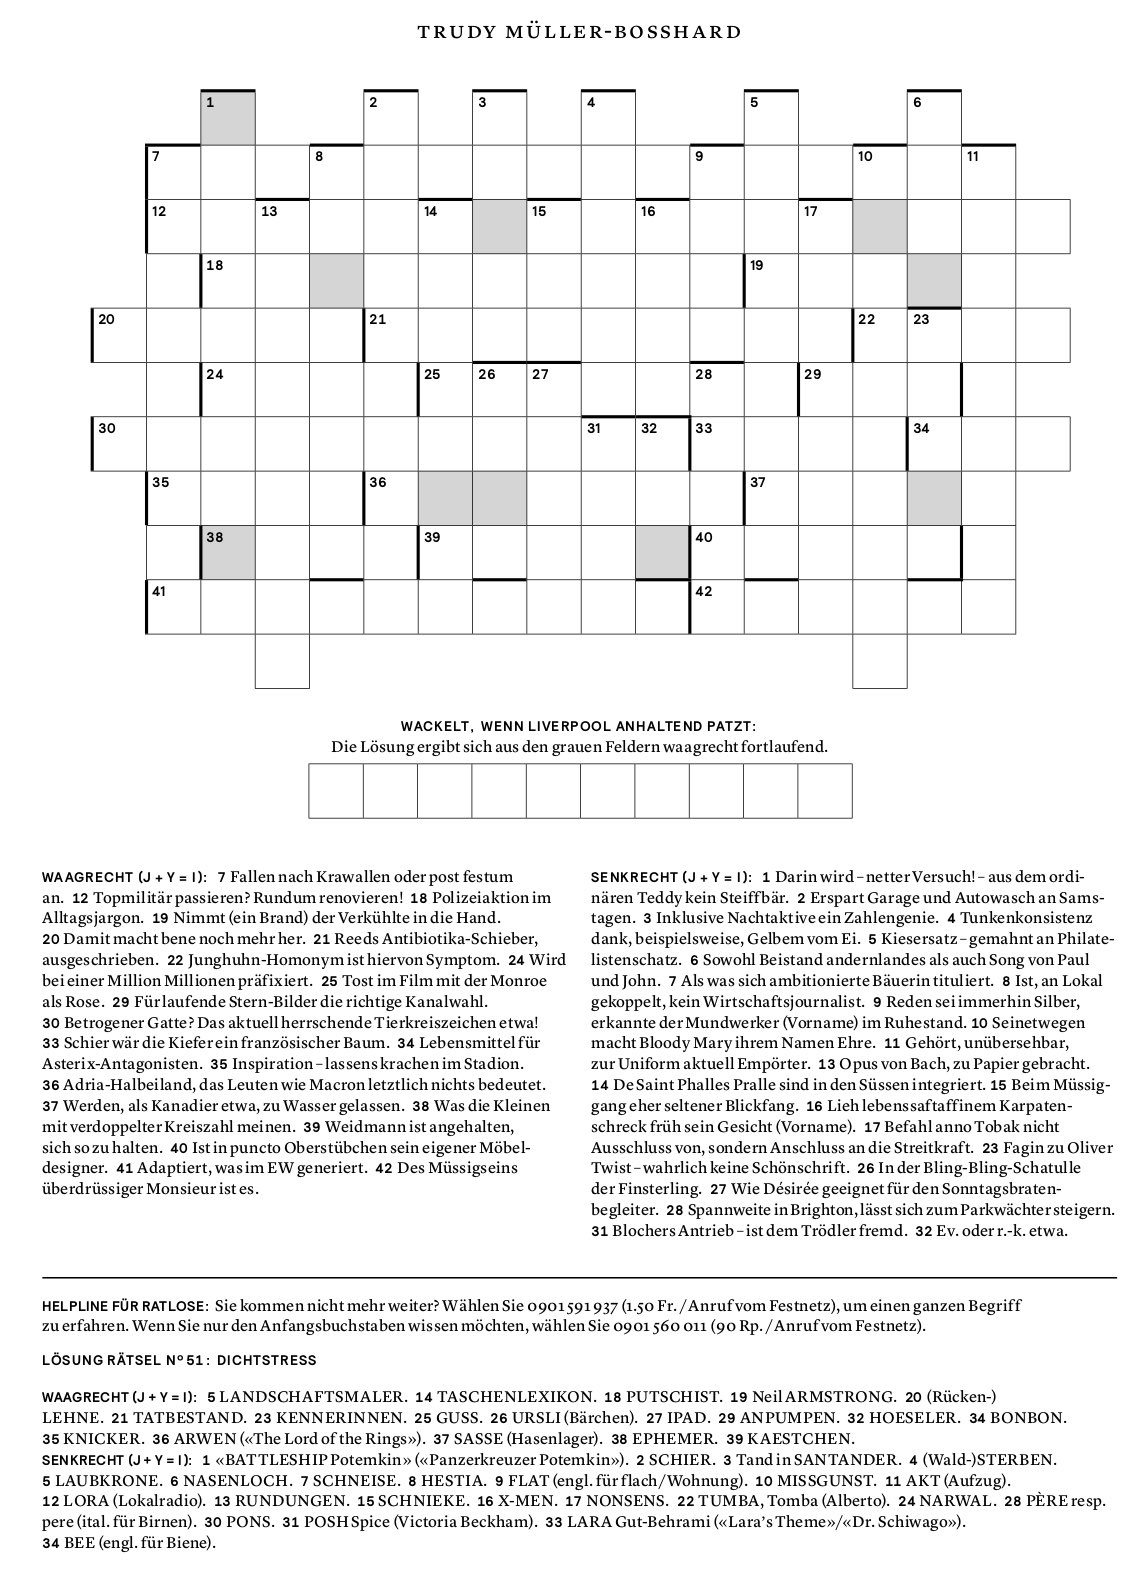 TRUDY MÜLLER-BOSSHARD
1 2 3 4 5 6
7 8 9 10 11
12 13 14 15 16 17
18 19
20 21 22 23
24 25 26 27 28 29
30 31 32 33 34
35 36 37
38 39 40
41 42
WACKELT, WENN LIVERPOOL ANHALTEND PATZT:
Die Lösung ergibt sich aus den grauen Feldern waagrecht fortlaufend.
WAAGRECHT (J + Y = I): 7 Fallen nach Krawallen oder post festum
an. 12 Topmilitär passieren? Rundum renovieren! 18 Polizeiaktion im
Alltagsjargon. 19 Nimmt (ein Brand) der Verkühlte in die Hand.
20 Damit macht bene noch mehr her. 21 Reeds Antibiotika-Schieber,
ausgeschrieben. 22 Junghuhn-Homonym ist hiervon Symptom. 24 Wird
bei einer Million Millionen präfixiert. 25 Tost im Film mit der Monroe
als Rose. 29 Für laufende Stern-Bilder die richtige Kanalwahl.
30 Betrogener Gatte? Das aktuell herrschende Tierkreiszeichen etwa!
33 Schier wär die Kiefer ein französischer Baum. 34 Lebensmittel für
Asterix-Antagonisten. 35 Inspiration – lassens krachen im Stadion.
36 Adria-Halbeiland, das Leuten wie Macron letztlich nichts bedeutet.
37 Werden, als Kanadier etwa, zu Wasser gelassen. 38 Was die Kleinen
mit verdoppelter Kreiszahl meinen. 39 Weidmann ist angehalten,
sich so zu halten. 40 Ist in puncto Oberstübchen sein eigener Möbel-
designer. 41 Adaptiert, was im EW generiert. 42 Des Müssigseins
überdrüssiger Monsieur ist es.
SENKRECHT (J + Y = I): 1 Darin wird – netter Versuch! – aus dem ordi-
nären Teddy kein Steiffbär. 2 Erspart Garage und Autowasch an Sams-
tagen. 3 Inklusive Nachtaktive ein Zahlengenie. 4 Tunkenkonsistenz
dank, beispielsweise, Gelbem vom Ei. 5 Kiesersatz – gemahnt an Philate-
listenschatz. 6 Sowohl Beistand andernlandes als auch Song von Paul
und John. 7 Als was sich ambitionierte Bäuerin tituliert. 8 Ist, an Lokal
gekoppelt, kein Wirtschaftsjournalist. 9 Reden sei immerhin Silber,
erkannte der Mundwerker (Vorname) im Ruhestand. 10 Seinetwegen
macht Bloody Mary ihrem Namen Ehre. 11 Gehört, unübersehbar,
zur Uniform aktuell Empörter. 13 Opus von Bach, zu Papier gebracht.
14 De Saint Phalles Pralle sind in den Süssen integriert. 15 Beim Müssig-
gang eher seltener Blickfang. 16 Lieh lebenssaftaffinem Karpaten-
schreck früh sein Gesicht (Vorname). 17 Befahl anno Tobak nicht
Ausschluss von, sondern Anschluss an die Streitkraft. 23 Fagin zu Oliver
Twist – wahrlich keine Schönschrift. 26 In der Bling-Bling-Schatulle
der Finsterling. 27 Wie Désirée geeignet für den Sonntagsbraten-
begleiter. 28 Spannweite in Brighton, lässt sich zum Parkwächter steigern.
31 Blochers Antrieb – ist dem Trödler fremd. 32 Ev. oder r.-k. etwa.
HELPLINE FÜR RATLOSE: Sie kommen nicht mehr weiter? Wählen Sie 0901 591 937 (1.50 Fr. / Anruf vom Festnetz), um einen ganzen Begriff
zu erfahren. Wenn Sie nur den Anfangsbuchstaben wissen möchten, wählen Sie 0901 560 011 (90 Rp. / Anruf vom Festnetz).
LÖSUNG RÄTSEL Nº 51: DICHTSTRESS
WAAGRECHT (J + Y = I): 5 LANDSCHAFTSMALER. 14 TASCHENLEXIKON. 18 PUTSCHIST. 19 Neil ARMSTRONG. 20 (Rücken-)
LEHNE. 21 TATBESTAND. 23 KENNERINNEN. 25 GUSS. 26 URSLI (Bärchen). 27 IPAD. 29 ANPUMPEN. 32 HOESELER. 34 BONBON.
35 KNICKER. 36 ARWEN («The Lord of the Rings»). 37 SASSE (Hasenlager). 38 EPHEMER. 39 KAESTCHEN.
SENKRECHT (J + Y = I): 1 «BATTLESHIP Potemkin» («Panzerkreuzer Potemkin»). 2 SCHIER. 3 Tand in SANTANDER. 4 (Wald-)STERBEN.
5 LAUBKRONE. 6 NASENLOCH. 7 SCHNEISE. 8 HESTIA. 9 FLAT (engl. für flach/Wohnung). 10 MISSGUNST. 11 AKT (Aufzug).
12 LORA (Lokalradio). 13 RUNDUNGEN. 15 SCHNIEKE. 16 X-MEN. 17 NONSENS. 22 TUMBA, Tomba (Alberto). 24 NARWAL. 28 PÈRE resp.
pere (ital. für Birnen). 30 PONS. 31 POSH Spice (Victoria Beckham). 33 LARA Gut-Behrami («Lara's Theme»/«Dr. Schiwago»).
34 BEE (engl. für Biene).